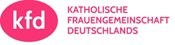 kfd
KATHOLISCHE
FRAUENGEMEINSCHAFT
DEUTSCHLANDS